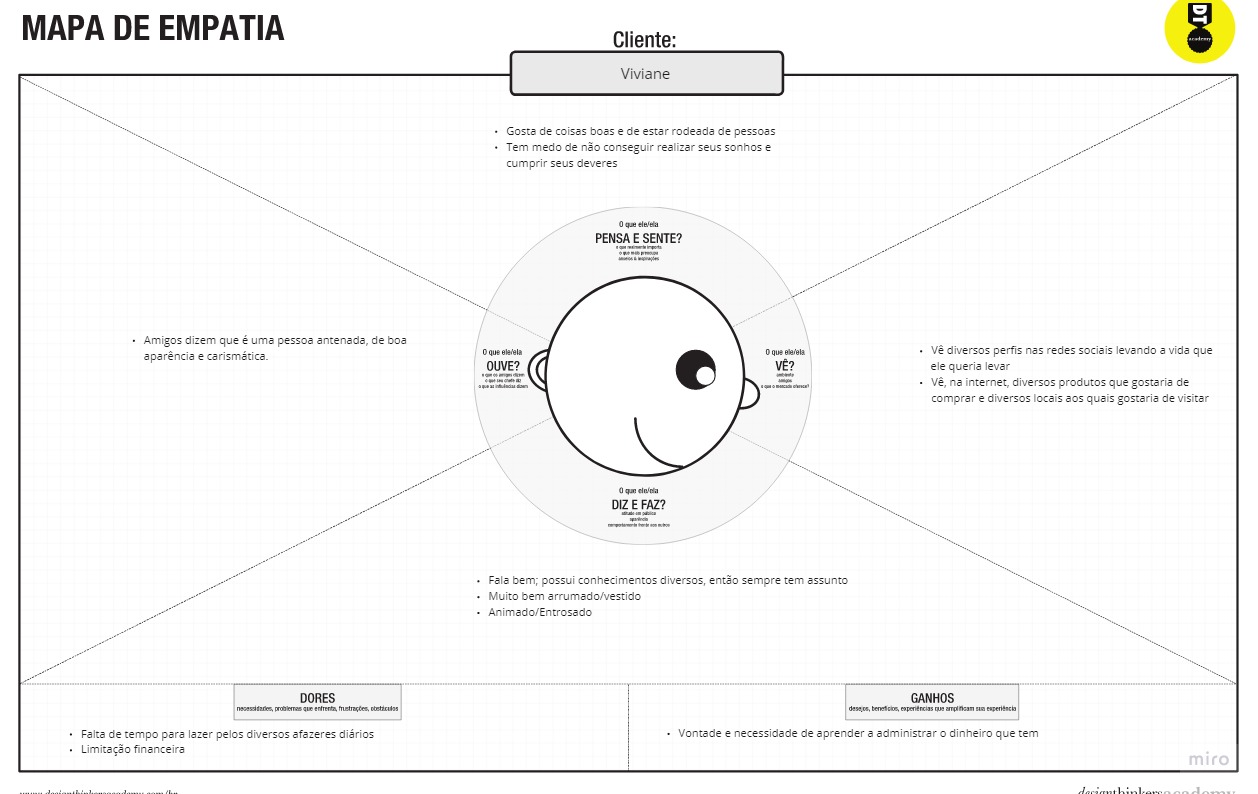 MAPA DE EMPATIA
Cliente:
DT
academy
Viviane
• Gosta de coisas boas e de estar rodeada de pessoas
• Tem medo de não conseguir realizar seus sonhos e
cumprir seus deveres
O que ele/ela
PENSA E SENTE?
o que realmente importa
o que mais preocupa
anseios & inspirações
• Amigos dizem que é uma pessoa antenada, de boa
aparência e carismática.
O que ele/ela
OUVE?
o que os amigos dizem
o que seu chefe diz
o que as influências dizem
O que ele/ela
VÊ?
ambiente
amigos
o que o mercado oferece?
• Vê diversos perfis nas redes sociais levando a vida que
ele queria levar
• Vê, na internet, diversos produtos que gostaria de
comprar e diversos locais aos quais gostaria de visitar
O que ele/ela
DIZ E FAZ?
atitude em público
aparência
comportamento frente aos outros
• Fala bem; possui conhecimentos diversos, então sempre tem assunto
• Muito bem arrumado/vestido
• Animado/Entrosado
DORES
necessidades, problemas que enfrenta, frustrações, obstáculos
• Falta de tempo para lazer pelos diversos afazeres diários
• Limitação financeira
GANHOS
desejos, benefícios, experiências que amplificam sua experiência
• Vontade e necessidade de aprender a administrar o dinheiro que tem
miro
www.designthinkersacademy.com/br
designthinkersacademy